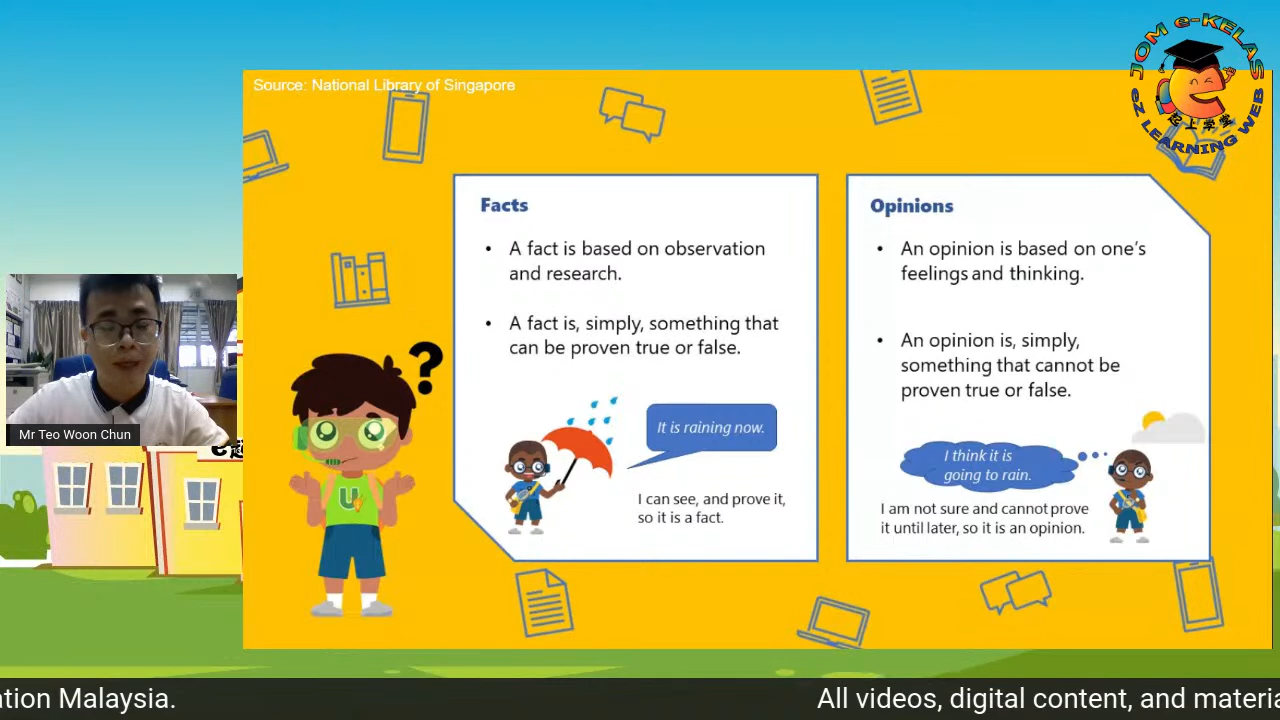 JOM e-KELAS
起上学堂
EZ LEARNING WEB
Source: National Library of Singapore
Facts
• A fact is based on observation
and research.
• A fact is, simply, something that
can be proven true or false.
It is raining now.
I can see, and prove it,
so it is a fact.
Opinions
• An opinion is based on one's
feelings and thinking.
• An opinion is, simply,
something that cannot be
proven true or false.
I think it is
going to rain.
I am not sure and cannot prove
it until later, so it is an opinion.
?
U
Mr Teo Woon Chun
ation Malaysia.
All videos, digital content, and materia